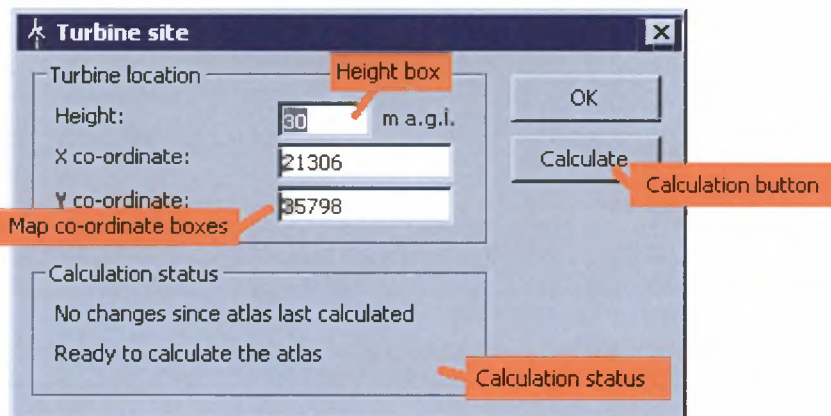 Turbine site
Turbine location
Height box
Height: 30 m a.g.l.
OK
X co-ordinate: 21306
Calculate
Calculation button
Y co-ordinate: 35798
Map co-ordinate boxes
Calculation status
No changes since atlas last calculated
Ready to calculate the atlas
Calculation status